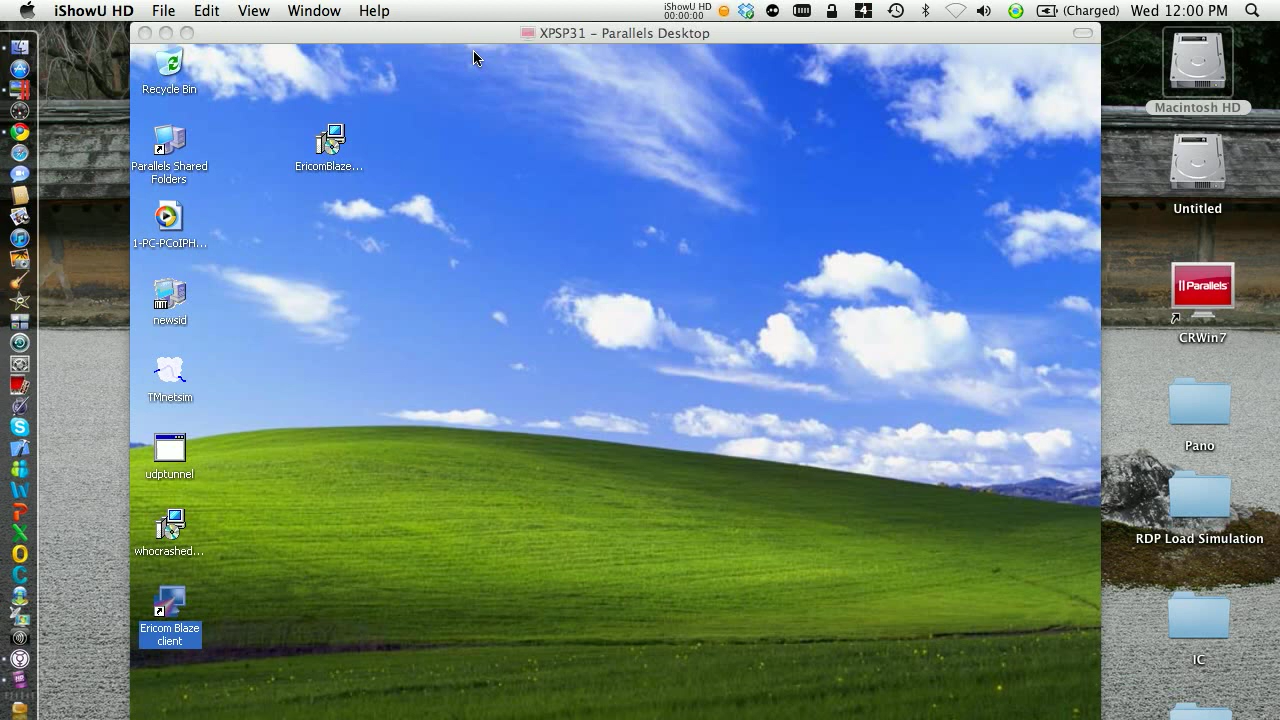 iShowU HD File Edit View Window Help
iShowU HD
00:00:00
4
(Charged) Wed 12:00 PM
XPSP31 - Parallels Desktop
Recycle Bin
Parallels Shared
Folders
EricomBlaze...
1-PC-PCoIPH...
newsid
TMnetsim
udptunnel
whocrashed...
Ericom Blaze
client
Macintosh HD
Untitled
Parallels
CRWin7
Pano
RDP Load Simulation
IC